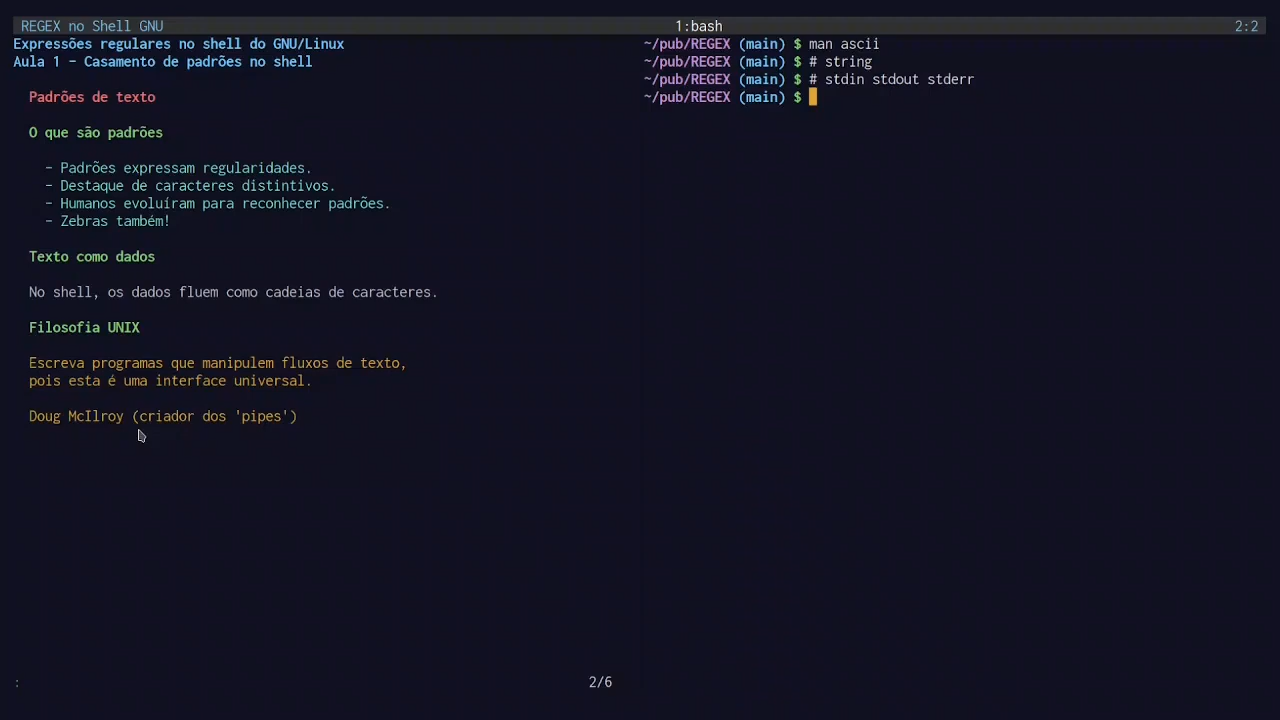 REGEX no Shell GNU 1:bash 2:2
Expressões regulares no shell do GNU/Linux
Aula 1 - Casamento de padrões no shell
Padrões de texto
O que são padrões
- Padrões expressam regularidades.
- Destaque de caracteres distintivos.
- Humanos evoluíram para reconhecer padrões.
- Zebras também!
Texto como dados
No shell, os dados fluem como cadeias de caracteres.
Filosofia UNIX
Escreva programas que manipulem fluxos de texto,
pois esta é uma interface universal.
Doug McIlroy (criador dos 'pipes')
: 2/6
~/pub/REGEX (main) $ man ascii
~/pub/REGEX (main) $ # string
~/pub/REGEX (main) $ # stdin stdout stderr
~/pub/REGEX (main) $